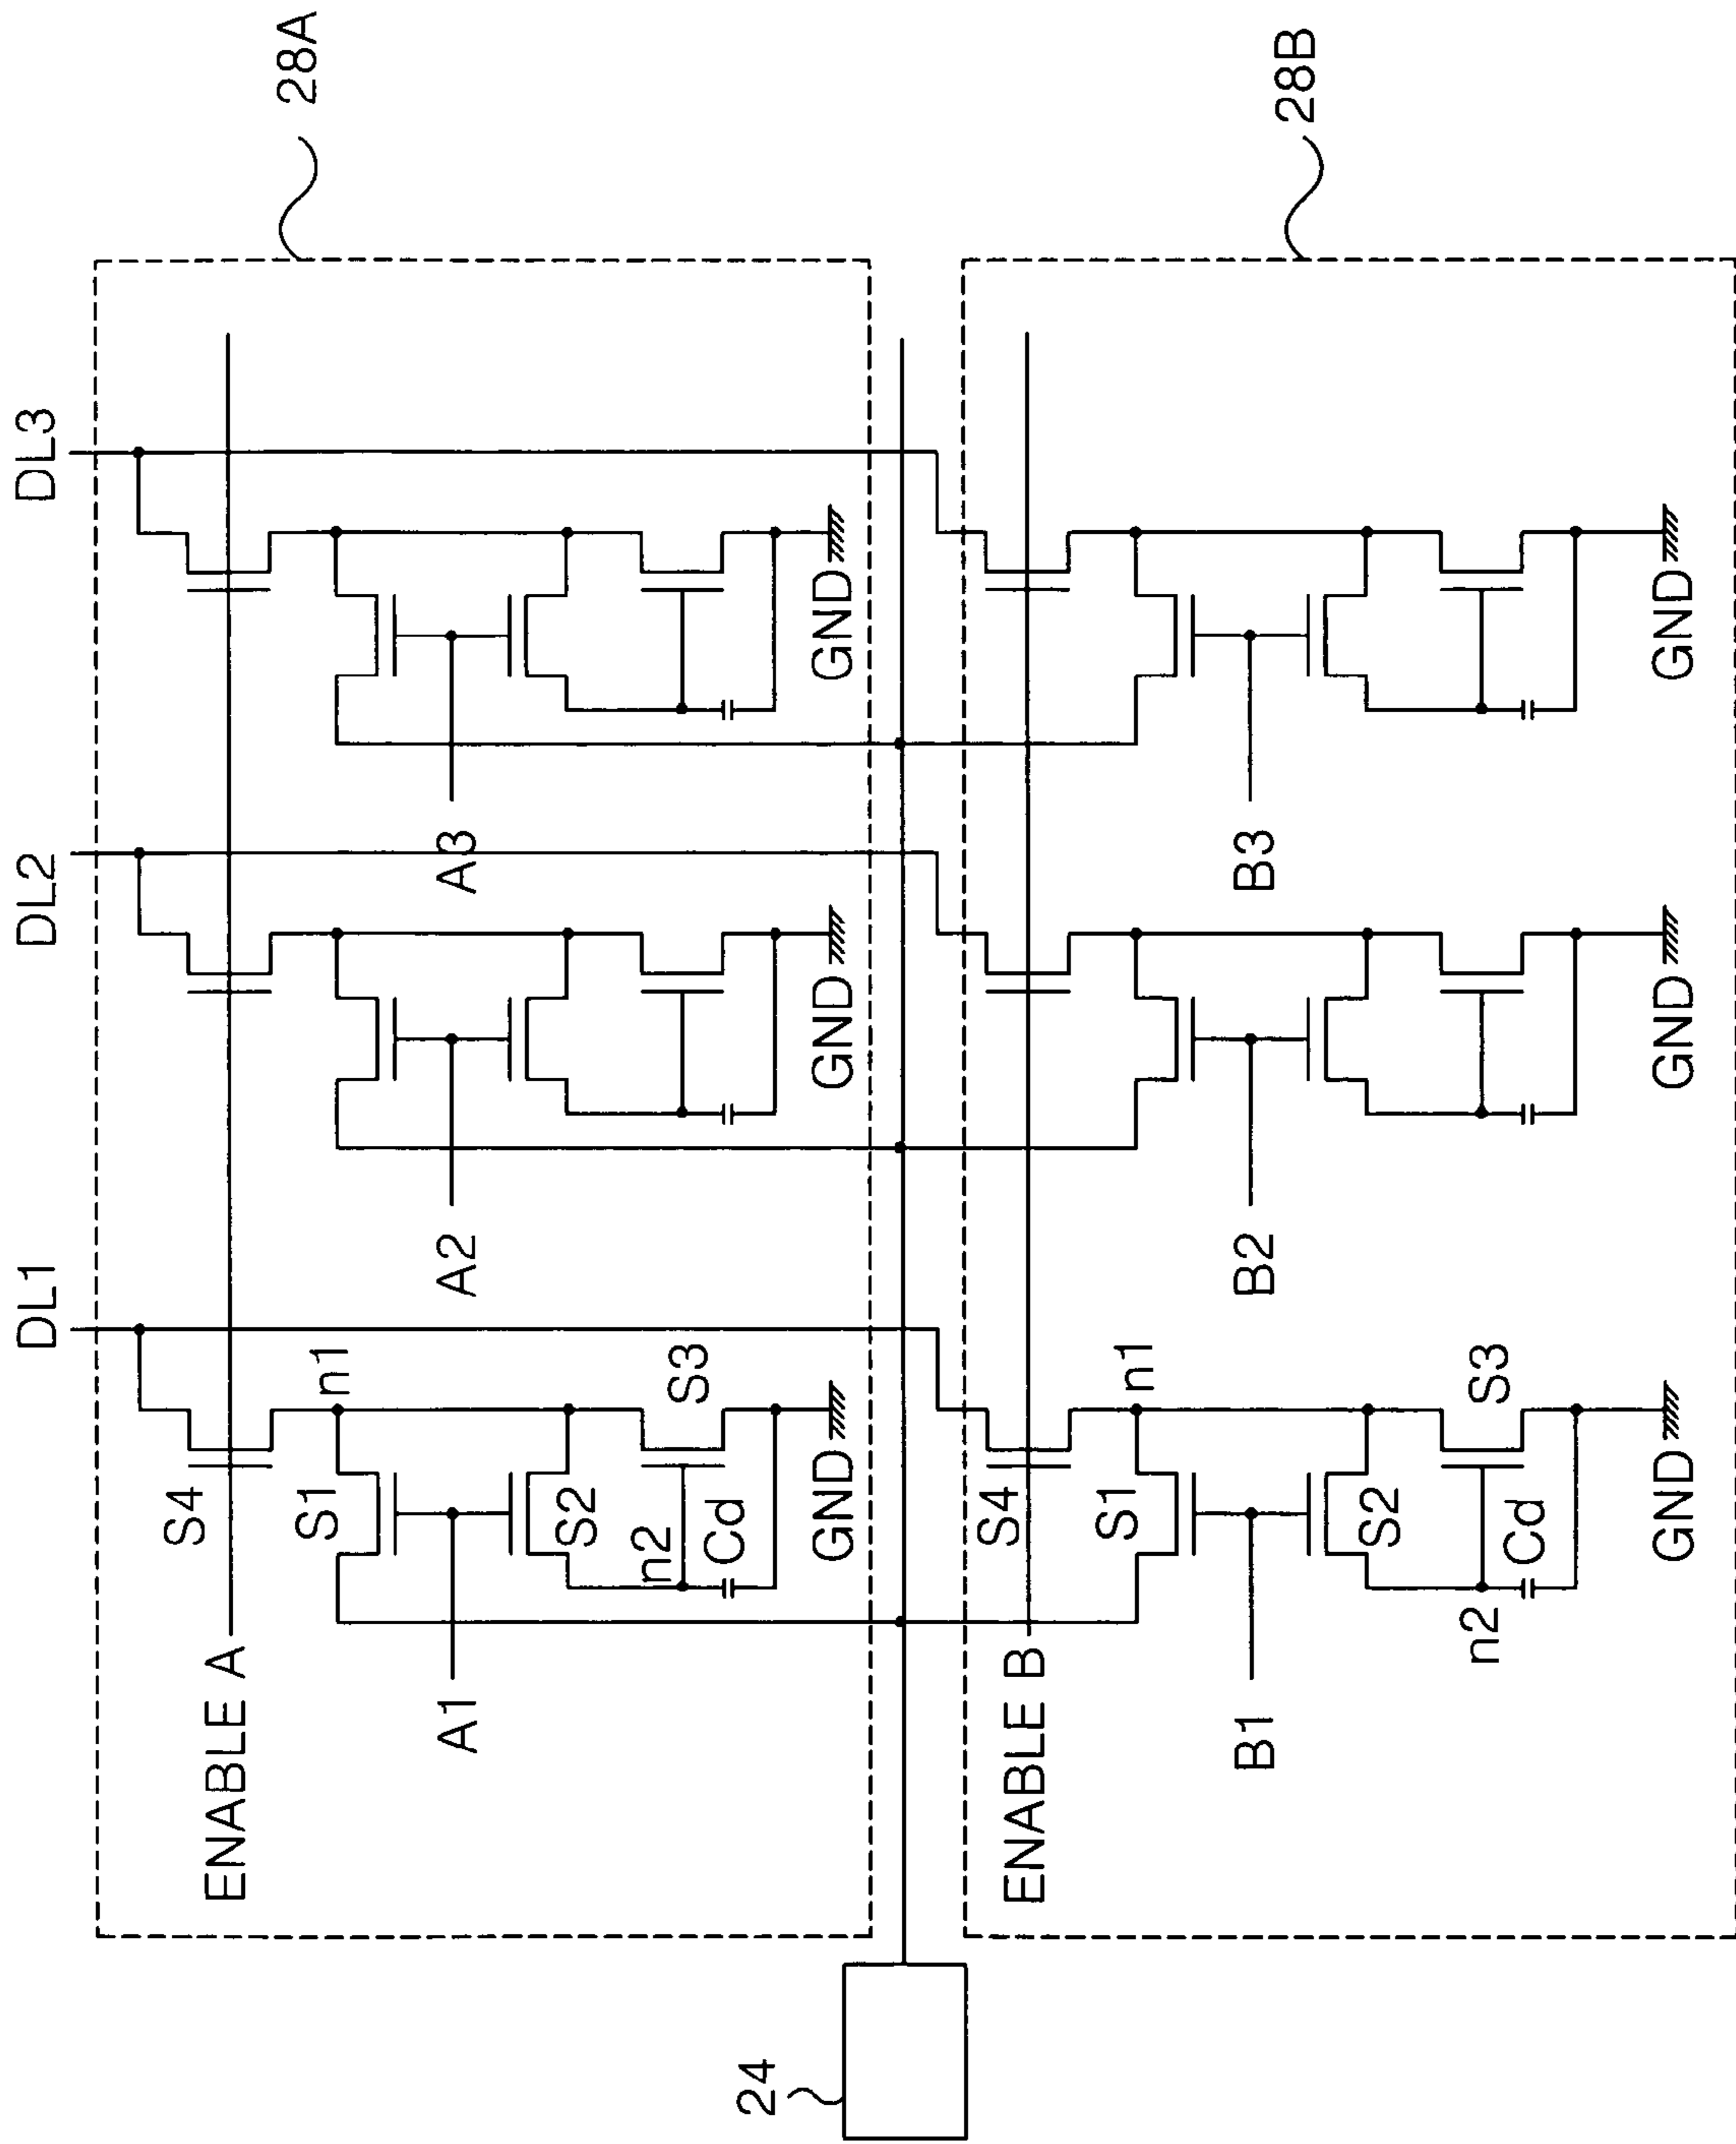 DL1
DL2
DL3
28A
ENABLE A
S4
n1
S1
A1
A2
A3
S2
S3
n2
Cd
GND
GND
GND
24
28B
ENABLE B
S4
n1
S1
B1
B2
B3
S2
S3
n2
Cd
GND
GND
GND